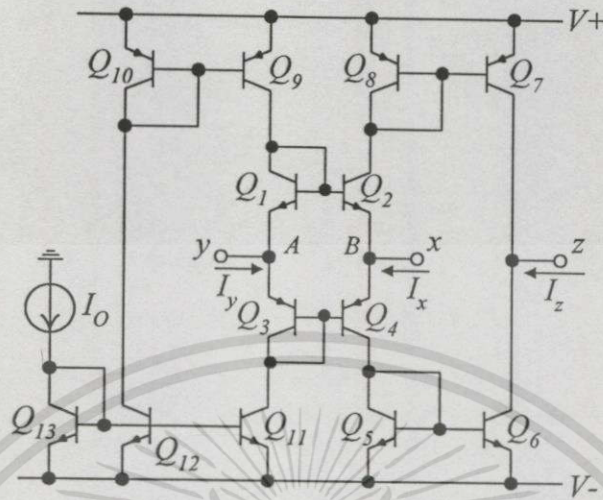 V+
Q10 Q9 Q8 Q7
Q1 Q2
y A B x z
Iy Ix Iz
IO
Q3 Q4
Q13 Q12 Q11 Q5 Q6
V-